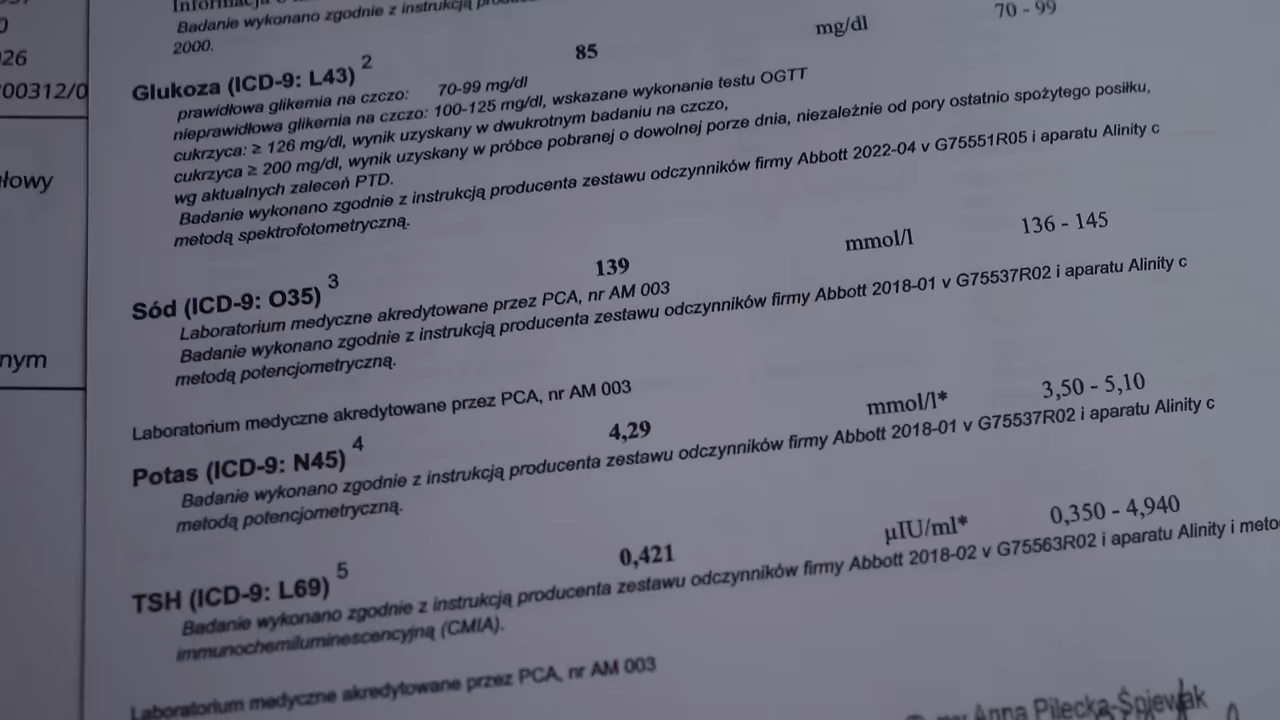 Informacja o
Badanie wykonano zgodnie z instrukcją
2000.
Glukoza (ICD-9: L43) 2 85 mg/dl 70 - 99
prawidłowa glikemia na czczo: 70-99 mg/dl
nieprawidłowa glikemia na czczo: 100-125 mg/dl, wskazane wykonanie testu OGTT
cukrzyca: ≥ 126 mg/dl, wynik uzyskany w dwukrotnym badaniu na czczo,
cukrzyca ≥ 200 mg/dl, wynik uzyskany w próbce pobranej o dowolnej porze dnia, niezależnie od pory ostatnio spożytego posiłku,
wg aktualnych zaleceń PTD.
Badanie wykonano zgodnie z instrukcją producenta zestawu odczynników firmy Abbott 2022-04 v G75551R05 i aparatu Alinity c
metodą spektrofotometryczną.
Sód (ICD-9: O35) 3 139 mmol/l 136 - 145
Laboratorium medyczne akredytowane przez PCA, nr AM 003
Badanie wykonano zgodnie z instrukcją producenta zestawu odczynników firmy Abbott 2018-01 v G75537R02 i aparatu Alinity c
metodą potencjometryczną.
Laboratorium medyczne akredytowane przez PCA, nr AM 003
Potas (ICD-9: N45) 4 4,29 mmol/l* 3,50 - 5,10
Badanie wykonano zgodnie z instrukcją producenta zestawu odczynników firmy Abbott 2018-01 v G75537R02 i aparatu Alinity c
metodą potencjometryczną.
TSH (ICD-9: L69) 5 0,421 µIU/ml* 0,350 - 4,940
Badanie wykonano zgodnie z instrukcją producenta zestawu odczynników firmy Abbott 2018-02 v G75563R02 i aparatu Alinity i meto
immunochemiluminescencyjną (CMIA).
Laboratorium medyczne akredytowane przez PCA, nr AM 003
Anna Pilecka-Śpiewak
026
00312/0
łowy
nym